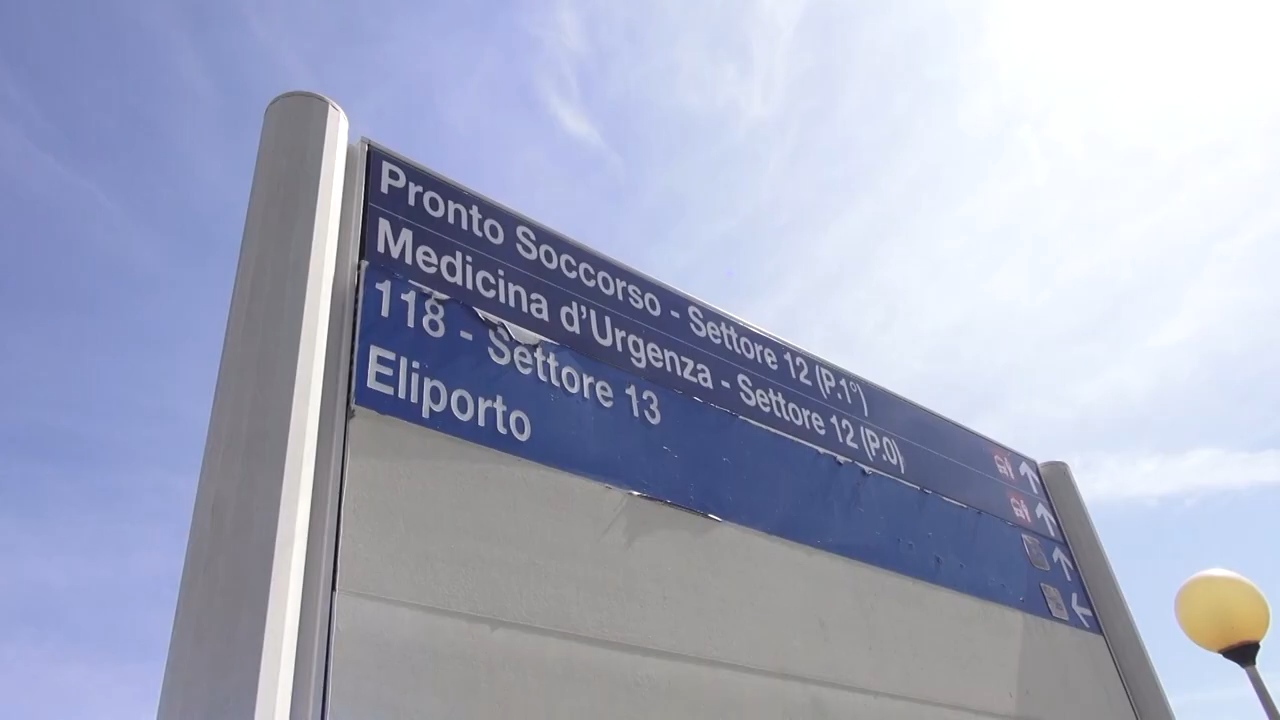 Pronto Soccorso - Settore 12 (P.1°)
Medicina d'Urgenza - Settore 12 (P.0)
118 - Settore 13
Eliporto